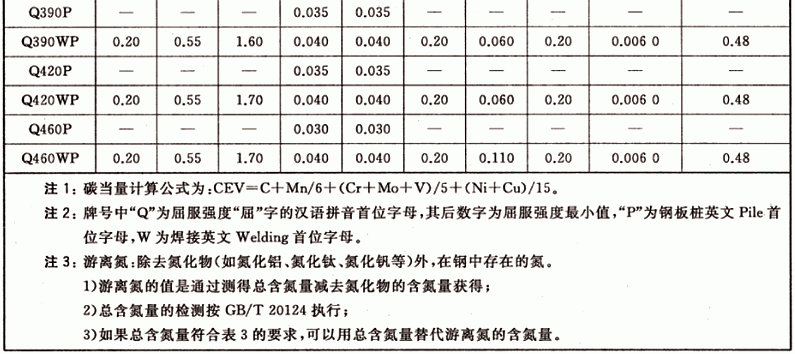 Q390P — — — 0.035 0.035 — — — — —
Q390WP 0.20 0.55 1.60 0.040 0.040 0.20 0.060 0.20 0.006 0 0.48
Q420P — — — 0.035 0.035 — — — — —
Q420WP 0.20 0.55 1.70 0.040 0.040 0.20 0.060 0.20 0.006 0 0.48
Q460P — — — 0.030 0.030 — — — — —
Q460WP 0.20 0.55 1.70 0.040 0.040 0.20 0.110 0.20 0.006 0 0.48
注 1：碳当量计算公式为：CEV=C+Mn/6+(Cr+Mo+V)/5+(Ni+Cu)/15。
注 2：牌号中“Q”为屈服强度“屈”字的汉语拼音首位字母，其后数字为屈服强度最小值，“P”为钢板桩英文 Pile 首
位字母，W 为焊接英文 Welding 首位字母。
注 3：游离氮：除去氮化物(如氮化铝、氮化钛、氮化钒等)外，在钢中存在的氮。
1)游离氮的值是通过测得总含氮量减去氮化物的含氮量获得；
2)总含氮量的检测按 GB/T 20124 执行；
3)如果总含氮量符合表 3 的要求，可以用总含氮量替代游离氮的含氮量。